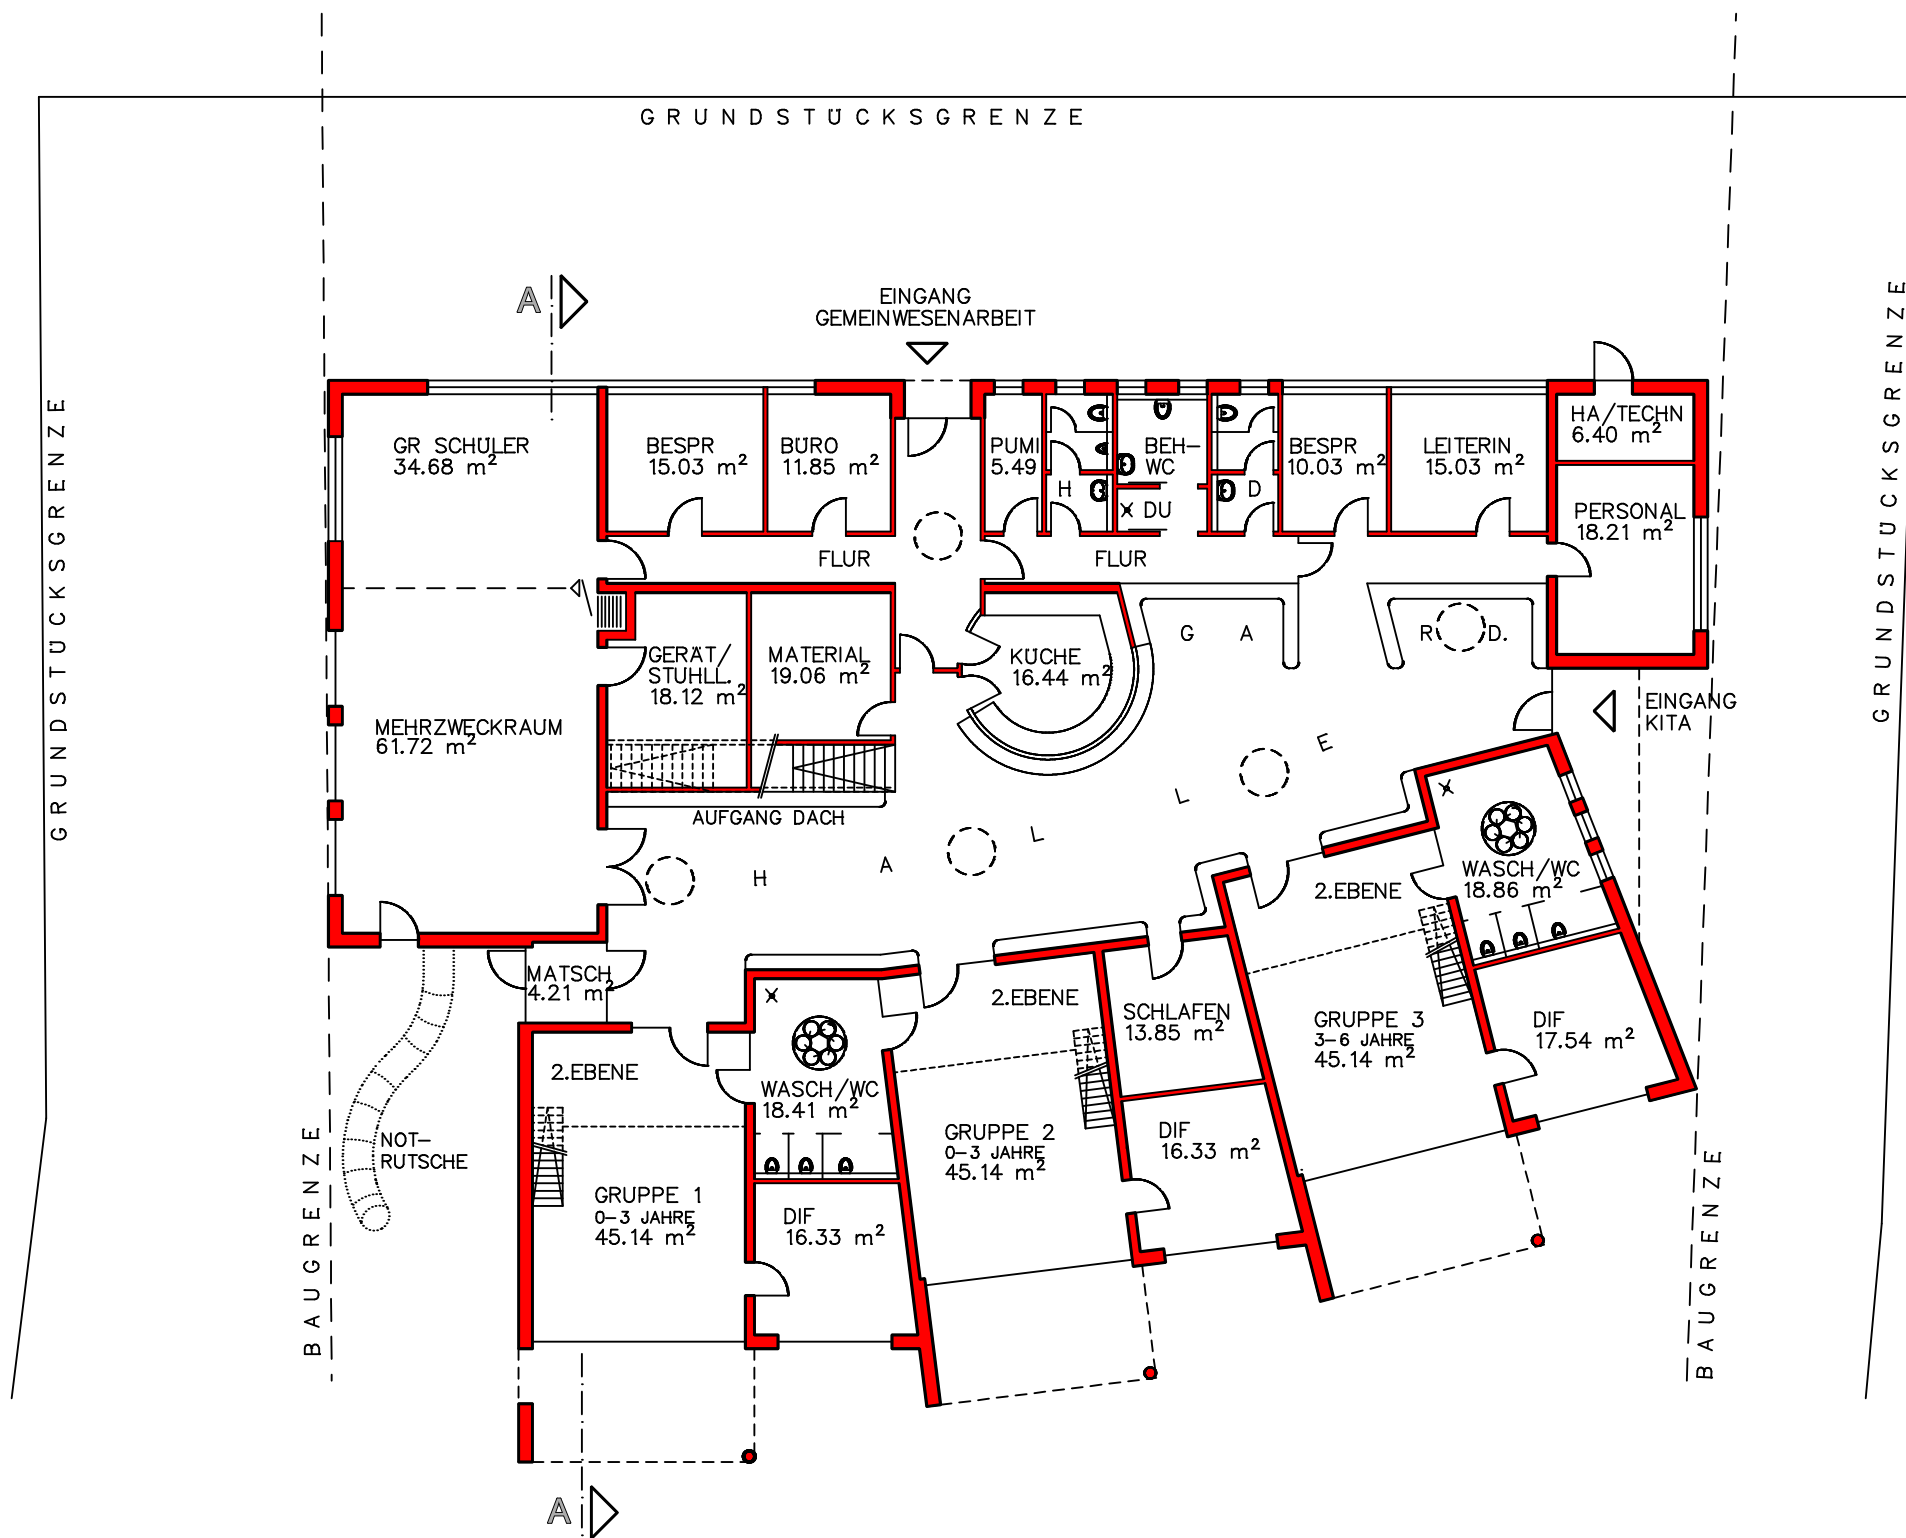 GRUNDSTÜCKSGRENZE
GRUNDSTÜCKSGRENZE
GRUNDSTÜCKSGRENZE
A
EINGANG
GEMEINWESENARBEIT
GR SCHÜLER
34.68 m²
BESPR
15.03 m²
BÜRO
11.85 m²
PUMI
5.49
H
BEH-
WC
DU
D
BESPR
10.03 m²
LEITERIN
15.03 m²
HA/TECHN
6.40 m²
PERSONAL
18.21 m²
FLUR
FLUR
GERÄT/
STUHLL.
18.12 m²
MATERIAL
19.06 m²
KÜCHE
16.44 m²
GARD.
EINGANG
KITA
MEHRZWECKRAUM
61.72 m²
AUFGANG DACH
HALLE
2.EBENE
WASCH/WC
18.86 m²
MATSCH
4.21 m²
2.EBENE
SCHLAFEN
13.85 m²
GRUPPE 3
3-6 JAHRE
45.14 m²
DIF
17.54 m²
2.EBENE
WASCH/WC
18.41 m²
GRUPPE 2
0-3 JAHRE
45.14 m²
DIF
16.33 m²
NOT-
RUTSCHE
GRUPPE 1
0-3 JAHRE
45.14 m²
DIF
16.33 m²
BAUGRENZE
BAUGRENZE
A